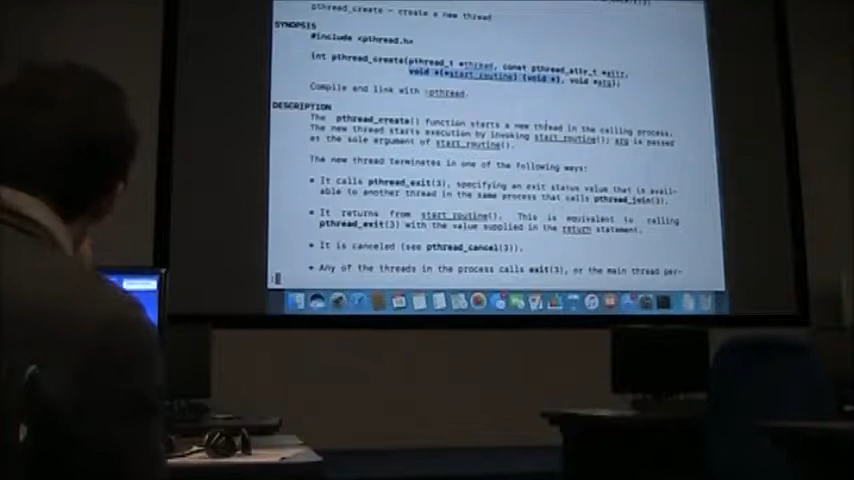 pthread_create - create a new thread
SYNOPSIS
#include <pthread.h>
int pthread_create(pthread_t *thread, const pthread_attr_t *attr,
void *(*start_routine) (void *), void *arg);
Compile and link with -pthread.
DESCRIPTION
The pthread_create() function starts a new thread in the calling process.
The new thread starts execution by invoking start_routine(); arg is passed
as the sole argument of start_routine().
The new thread terminates in one of the following ways:
* It calls pthread_exit(3), specifying an exit status value that is avail-
able to another thread in the same process that calls pthread_join(3).
* It returns from start_routine(). This is equivalent to calling
pthread_exit(3) with the value supplied in the return statement.
* It is canceled (see pthread_cancel(3)).
* Any of the threads in the process calls exit(3), or the main thread per-
: